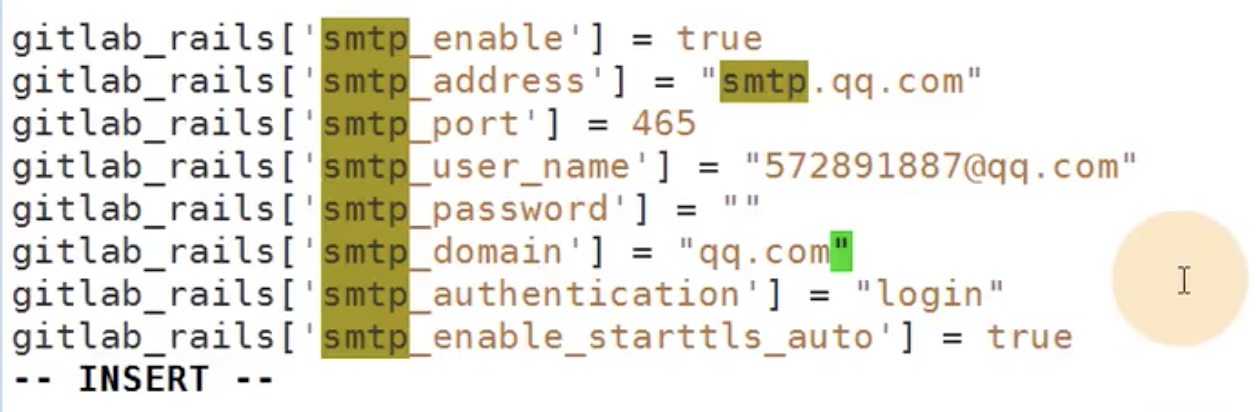 gitlab_rails['smtp_enable'] = true
gitlab_rails['smtp_address'] = "smtp.qq.com"
gitlab_rails['smtp_port'] = 465
gitlab_rails['smtp_user_name'] = "572891887@qq.com"
gitlab_rails['smtp_password'] = ""
gitlab_rails['smtp_domain'] = "qq.com"
gitlab_rails['smtp_authentication'] = "login"
gitlab_rails['smtp_enable_starttls_auto'] = true
-- INSERT --